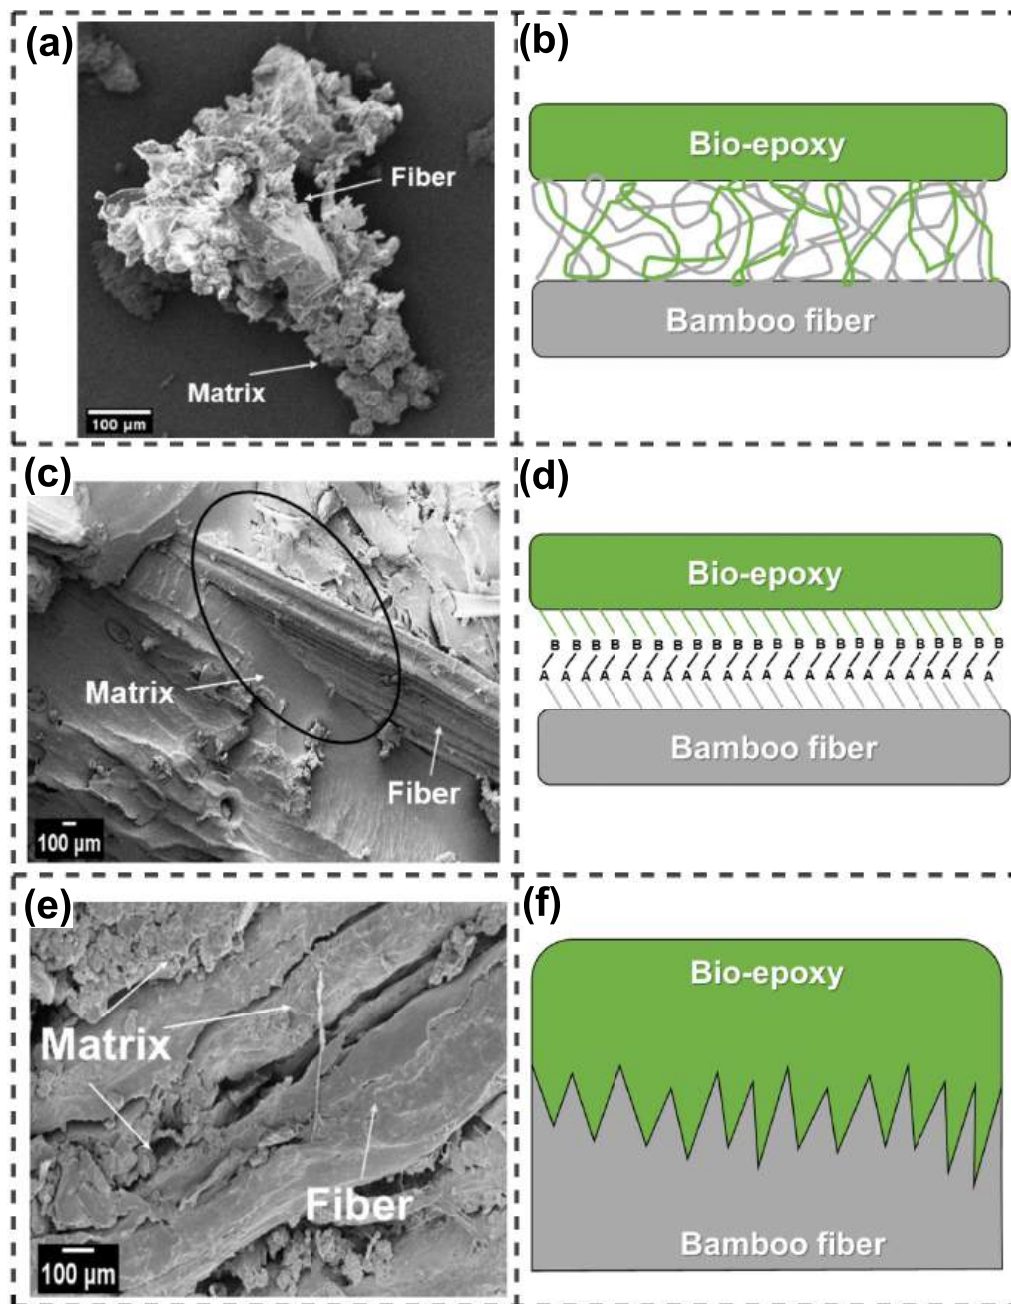 (a)
Fiber
Matrix
100 μm
(b)
Bio-epoxy
Bamboo fiber
(c)
Matrix
Fiber
100 μm
(d)
Bio-epoxy
B B B B B B B B B B B B B B B B B B B B B
A A A A A A A A A A A A A A A A A A A A A
Bamboo fiber
(e)
Matrix
Fiber
100 μm
(f)
Bio-epoxy
Bamboo fiber